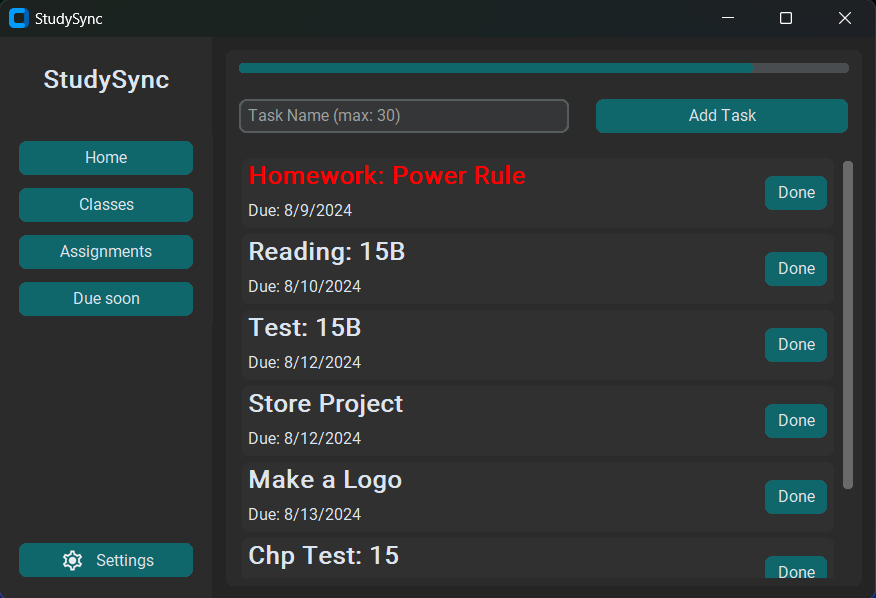 StudySync
StudySync
Home
Classes
Assignments
Due soon
Settings
Task Name (max: 30)
Add Task
Homework: Power Rule
Due: 8/9/2024
Done
Reading: 15B
Due: 8/10/2024
Done
Test: 15B
Due: 8/12/2024
Done
Store Project
Due: 8/12/2024
Done
Make a Logo
Due: 8/13/2024
Done
Chp Test: 15
Done